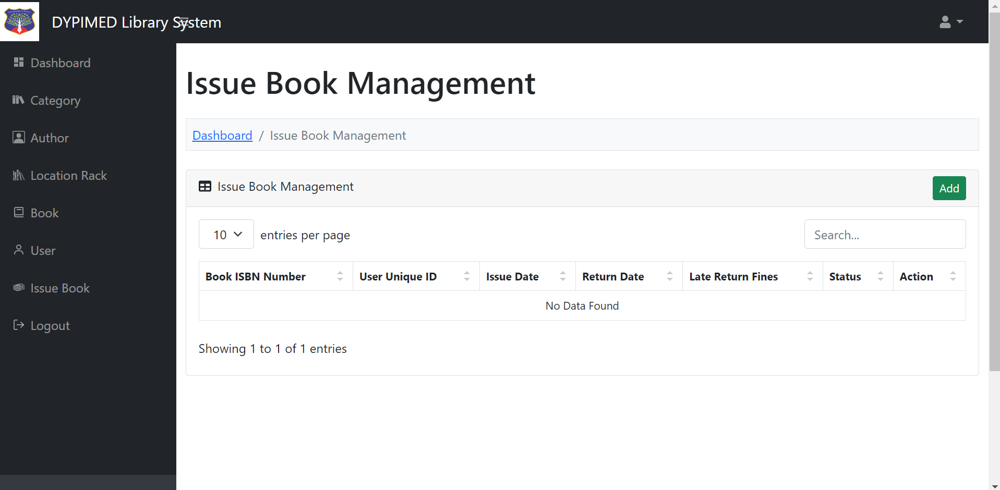 DYPIMED Library System
Dashboard
Category
Author
Location Rack
Book
User
Issue Book
Logout
Issue Book Management
Dashboard / Issue Book Management
Issue Book Management
Add
10 entries per page
Search...
Book ISBN Number User Unique ID Issue Date Return Date Late Return Fines Status Action
No Data Found
Showing 1 to 1 of 1 entries